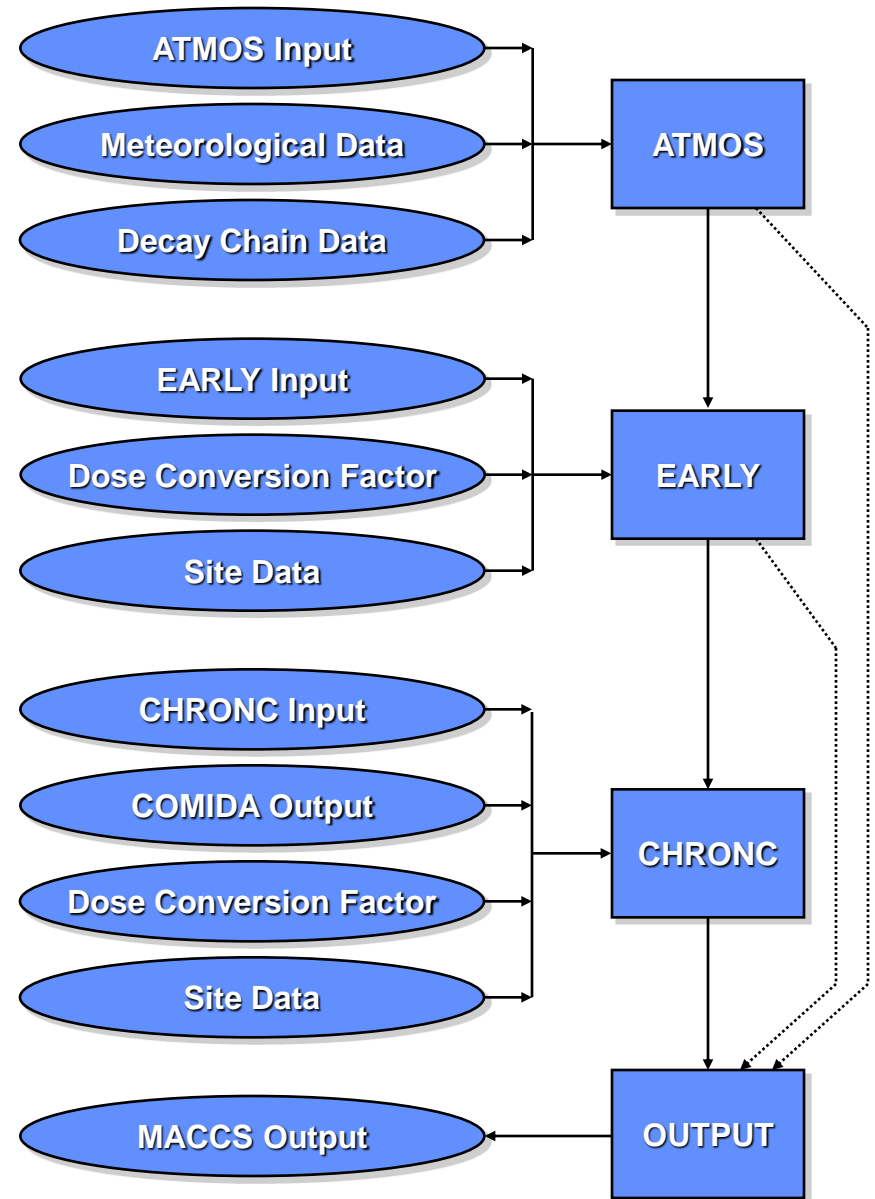 ATMOS Input
Meteorological Data
ATMOS
Decay Chain Data
EARLY Input
Dose Conversion Factor
EARLY
Site Data
CHRONC Input
COMIDA Output
CHRONC
Dose Conversion Factor
Site Data
MACCS Output
OUTPUT